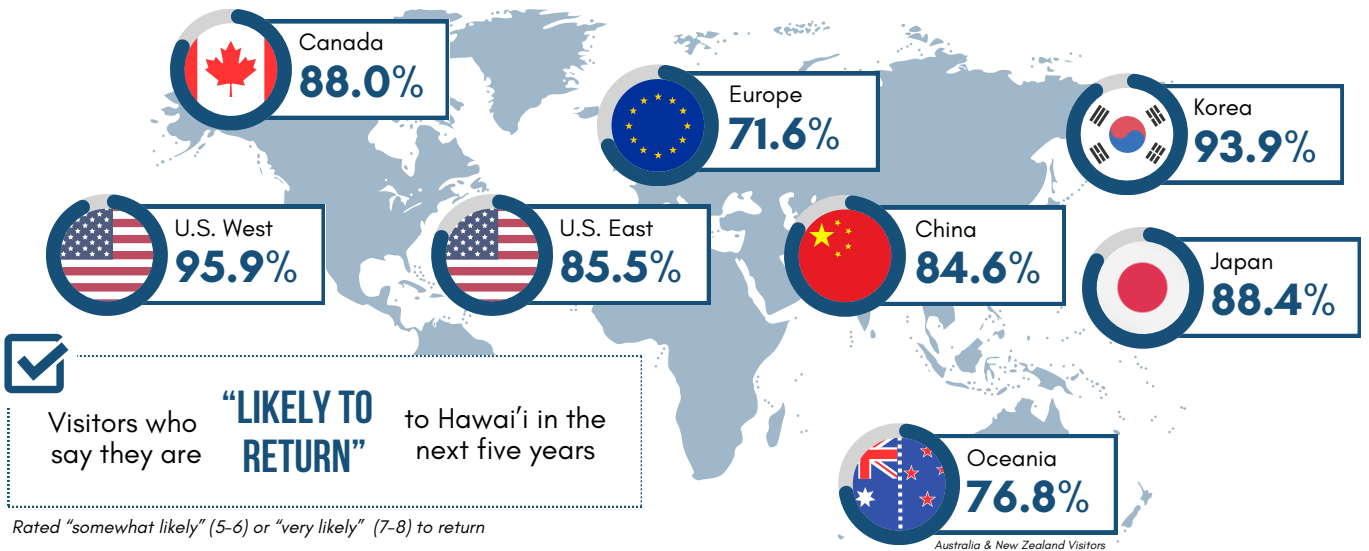 Canada
88.0%
Europe
71.6%
Korea
93.9%
U.S. West
95.9%
U.S. East
85.5%
China
84.6%
Japan
88.4%
Visitors who
say they are
“LIKELY TO
RETURN”
to Hawai’i in the
next five years
Rated “somewhat likely” (5-6) or “very likely” (7-8) to return
Oceania
76.8%
Australia & New Zealand Visitors